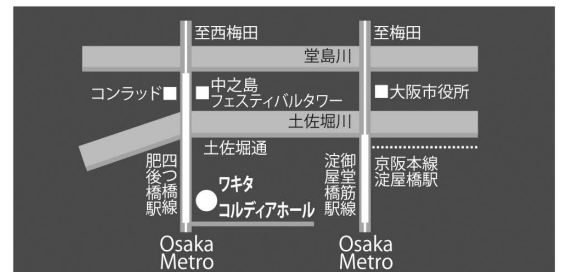 至西梅田
至梅田
堂島川
コンラッド■
■中之島
フェスティバルタワー
■大阪市役所
土佐堀川
土佐堀通
四つ橋線
肥後橋駅
●ワキタ
コルディアホール
御堂筋線
淀屋橋駅
京阪本線
淀屋橋駅
Osaka
Metro
Osaka
Metro